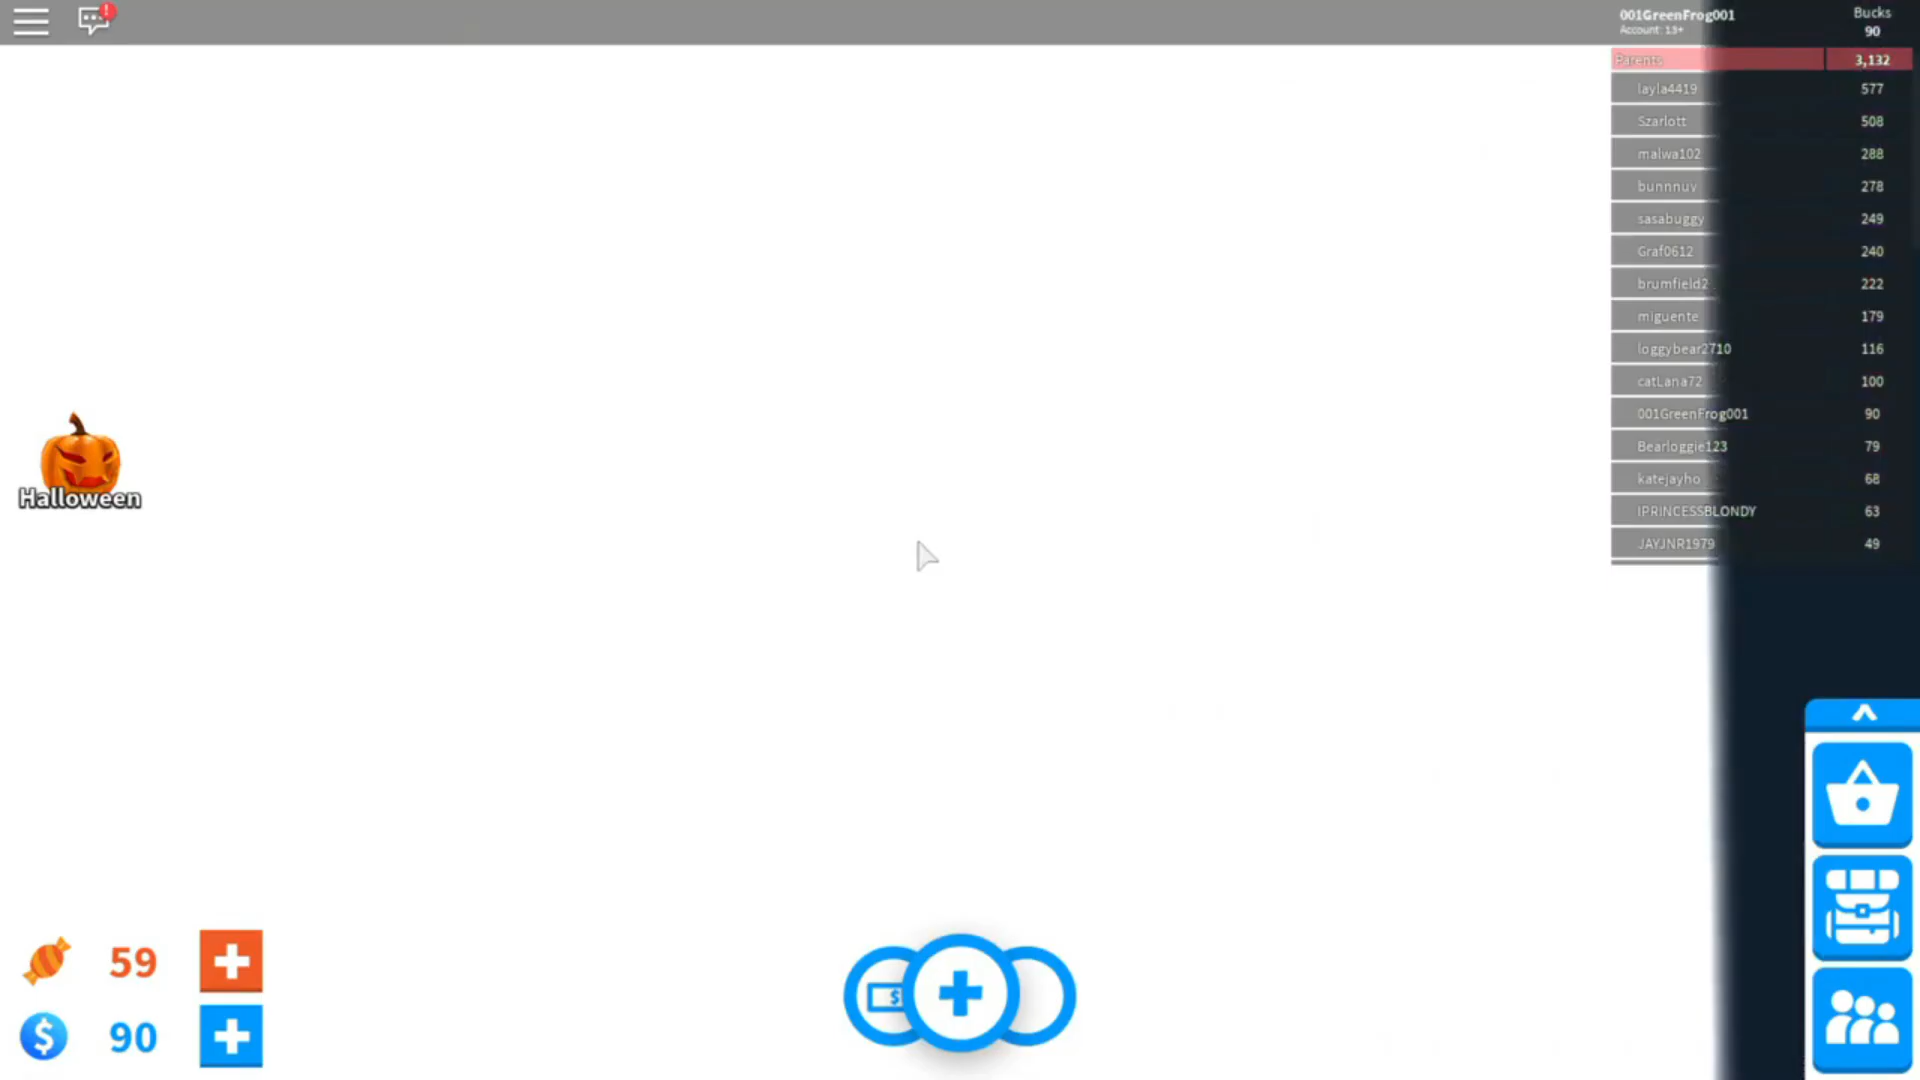 001GreenFrog001 Bucks
Account: 13+ 90
Parents 3,132
layla4419 577
Szarlott 508
malwa102 288
bunnnuv 278
sasabuggy 249
Graf0612 240
brumfield2 222
miguente 179
loggybear2710 116
catLana72 100
001GreenFrog001 90
Bearloggie123 79
katejayho 68
IPRINCESSBLONDY 63
JAYJNR1979 49
Halloween
59
90